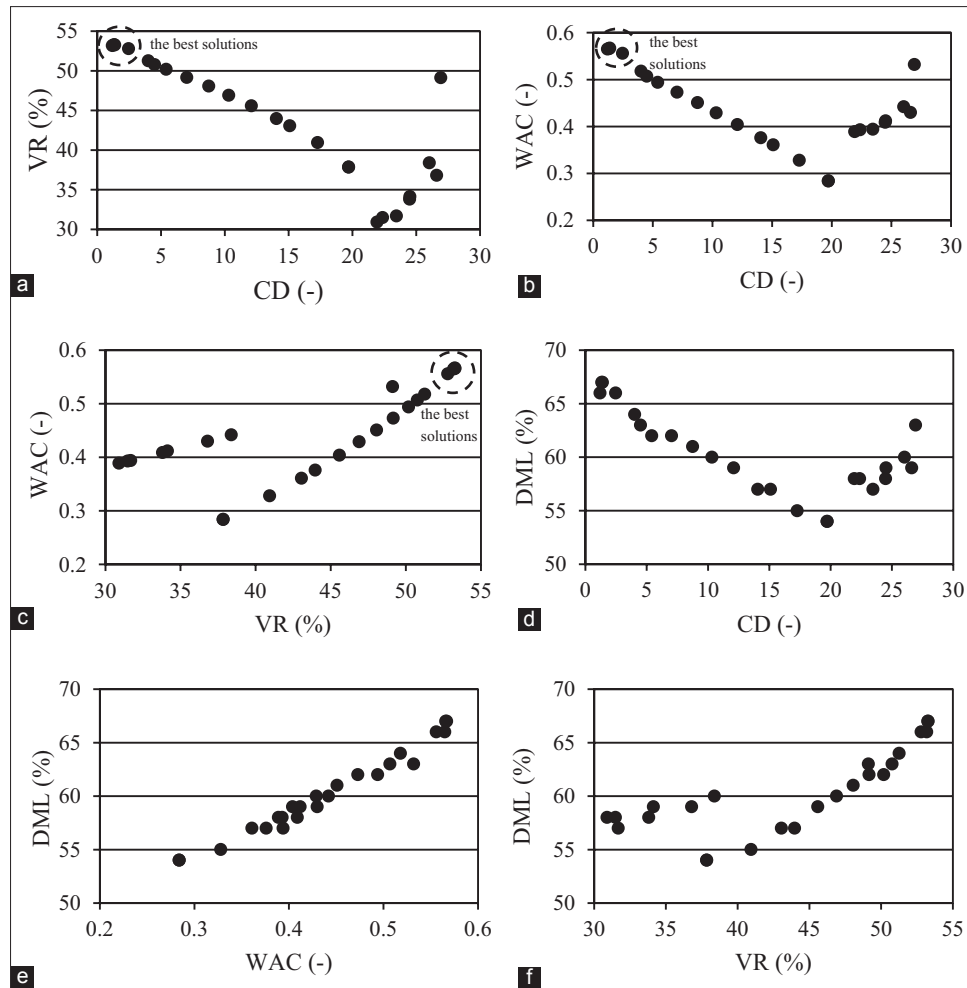 55
50
45
40
35
30
VR (%)
the best solutions
0 5 10 15 20 25 30
CD (-)
a
0.6
0.5
0.4
0.3
0.2
WAC (-)
the best
solutions
0 5 10 15 20 25 30
CD (-)
b
0.6
0.5
0.4
0.3
0.2
WAC (-)
the best
solutions
30 35 40 45 50 55
VR (%)
c
70
65
60
55
50
DML (%)
0 5 10 15 20 25 30
CD (-)
d
70
65
60
55
50
DML (%)
0.2 0.3 0.4 0.5 0.6
WAC (-)
e
70
65
60
55
50
DML (%)
30 35 40 45 50 55
VR (%)
f